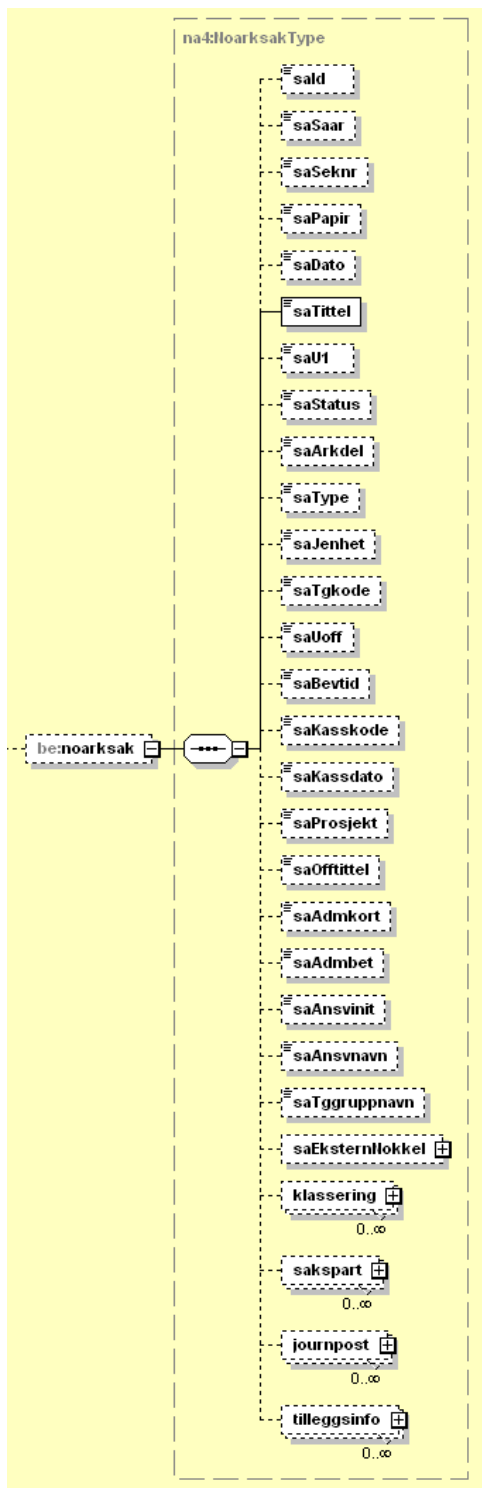 na4:NoarksakType
saId
saSaar
saSeknr
saPapir
saDato
saTittel
saU1
saStatus
saArkdel
saType
saJenhet
saTgkode
saUoff
saBevtid
saKasskode
be:noarksak
saKassdato
saProsjekt
saOfftittel
saAdmkort
saAdmbet
saAnsvinit
saAnsvnavn
saTggruppnavn
saEksternNokkel
klassering
0..∞
sakspart
0..∞
journpost
0..∞
tilleggsinfo
0..∞